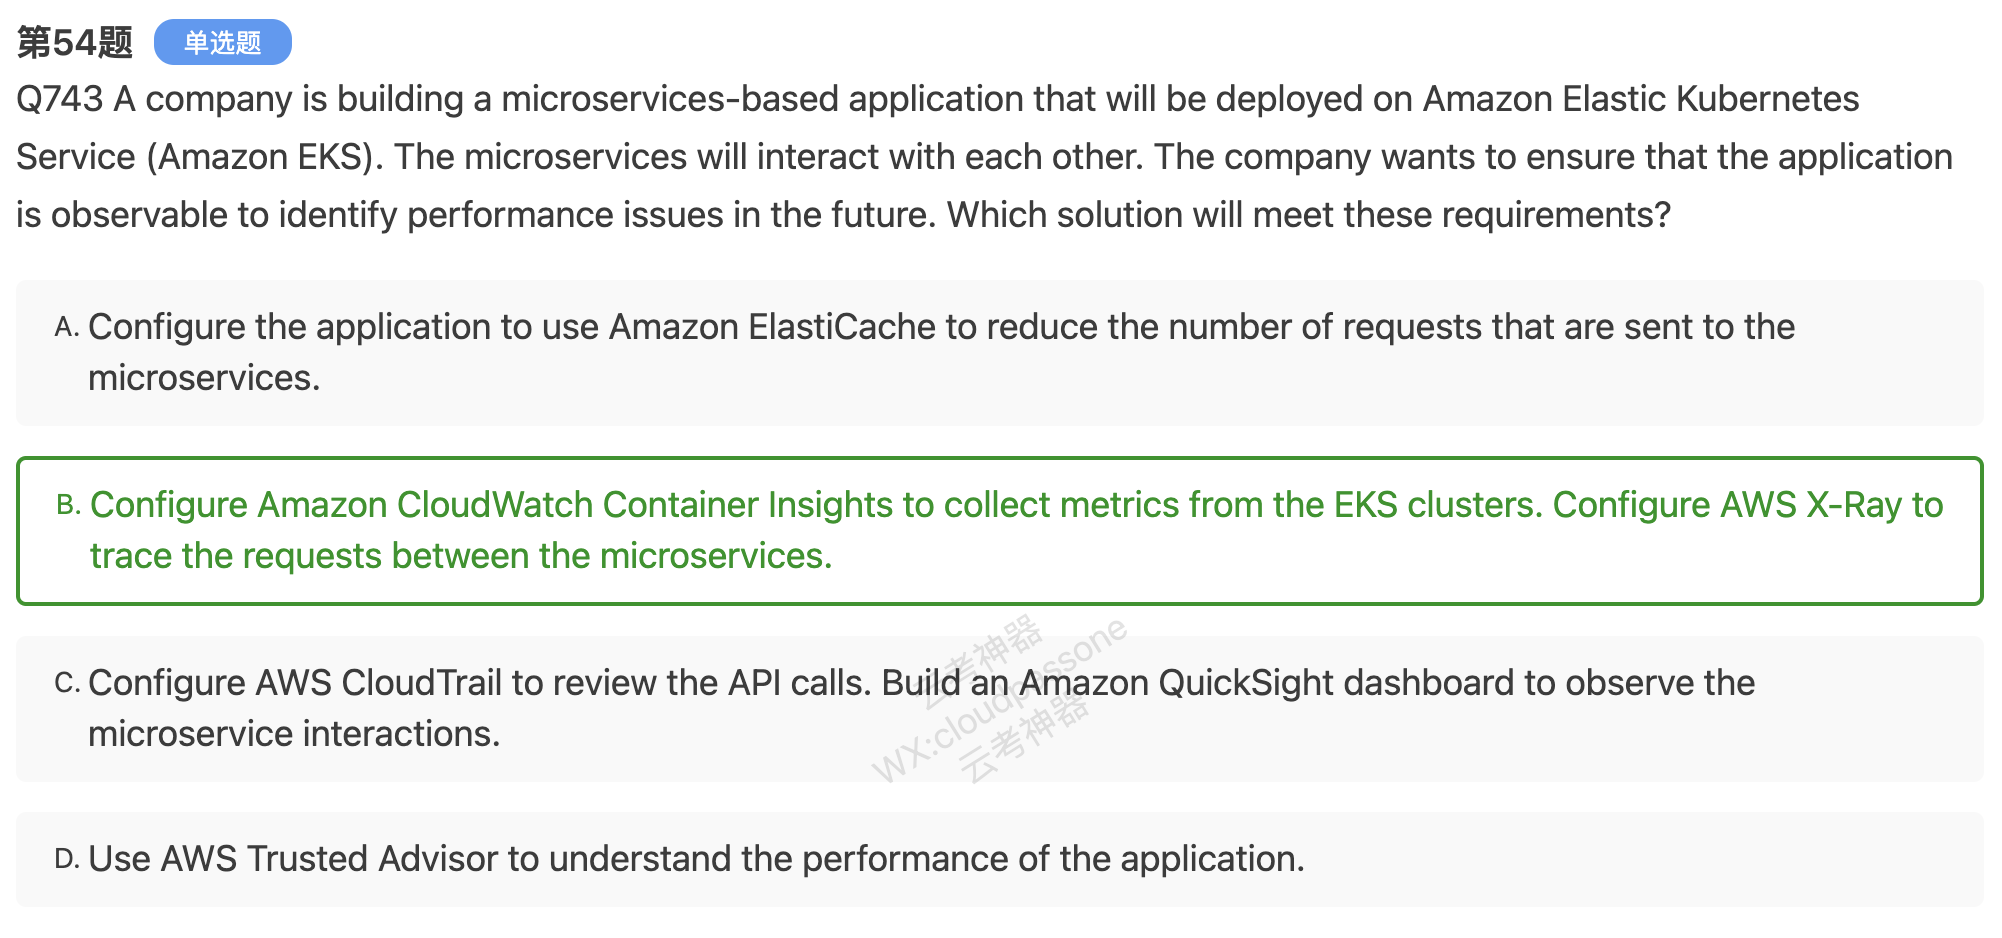 第54题 单选题
Q743 A company is building a microservices-based application that will be deployed on Amazon Elastic Kubernetes
Service (Amazon EKS). The microservices will interact with each other. The company wants to ensure that the application
is observable to identify performance issues in the future. Which solution will meet these requirements?
A. Configure the application to use Amazon ElastiCache to reduce the number of requests that are sent to the
microservices.
B. Configure Amazon CloudWatch Container Insights to collect metrics from the EKS clusters. Configure AWS X-Ray to
trace the requests between the microservices.
云考神器
WX:cloudpassone
云考神器
C. Configure AWS CloudTrail to review the API calls. Build an Amazon QuickSight dashboard to observe the
microservice interactions.
D. Use AWS Trusted Advisor to understand the performance of the application.